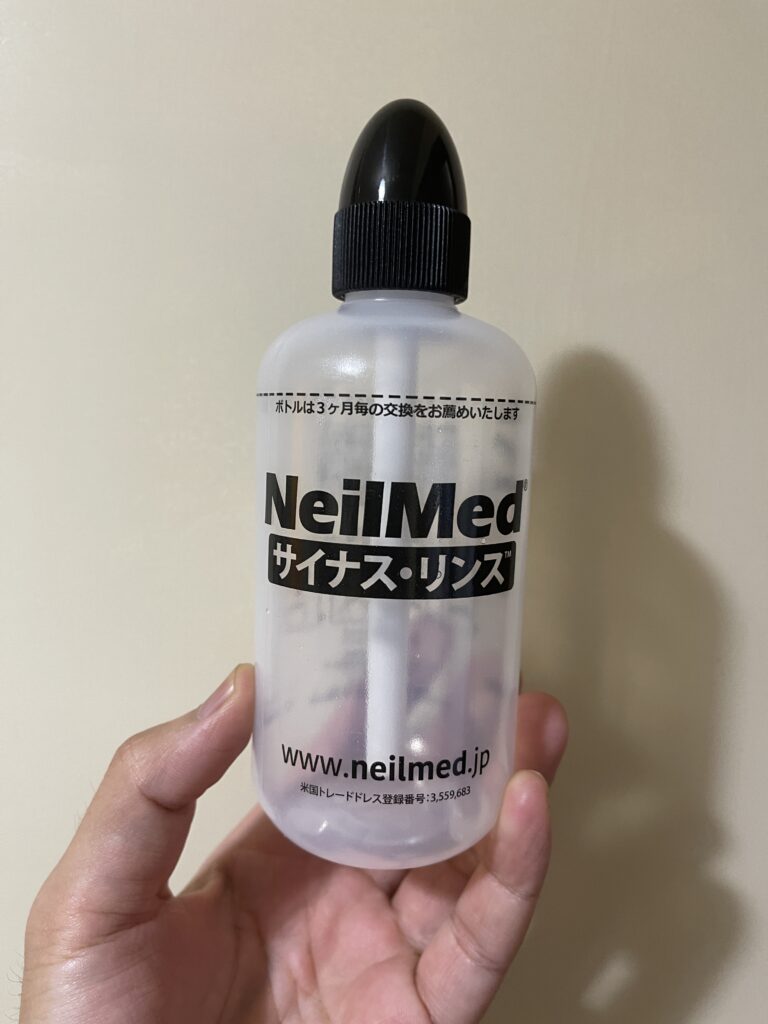 ボトルは3ヶ月毎の交換をお薦めいたします
NeilMed®
サイナス・リンス™
www.neilmed.jp
米国トレードドレス登録番号:3,559,683